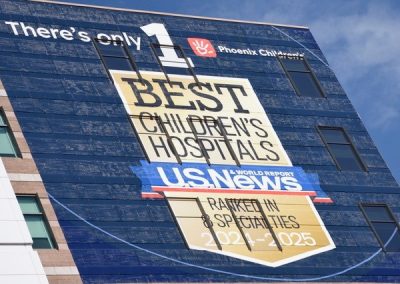 There's only 1
Phoenix Children's
BEST
CHILDREN'S
HOSPITALS
U.S. News
& WORLD REPORT
RANKED IN
8 SPECIALTIES
2024-2025